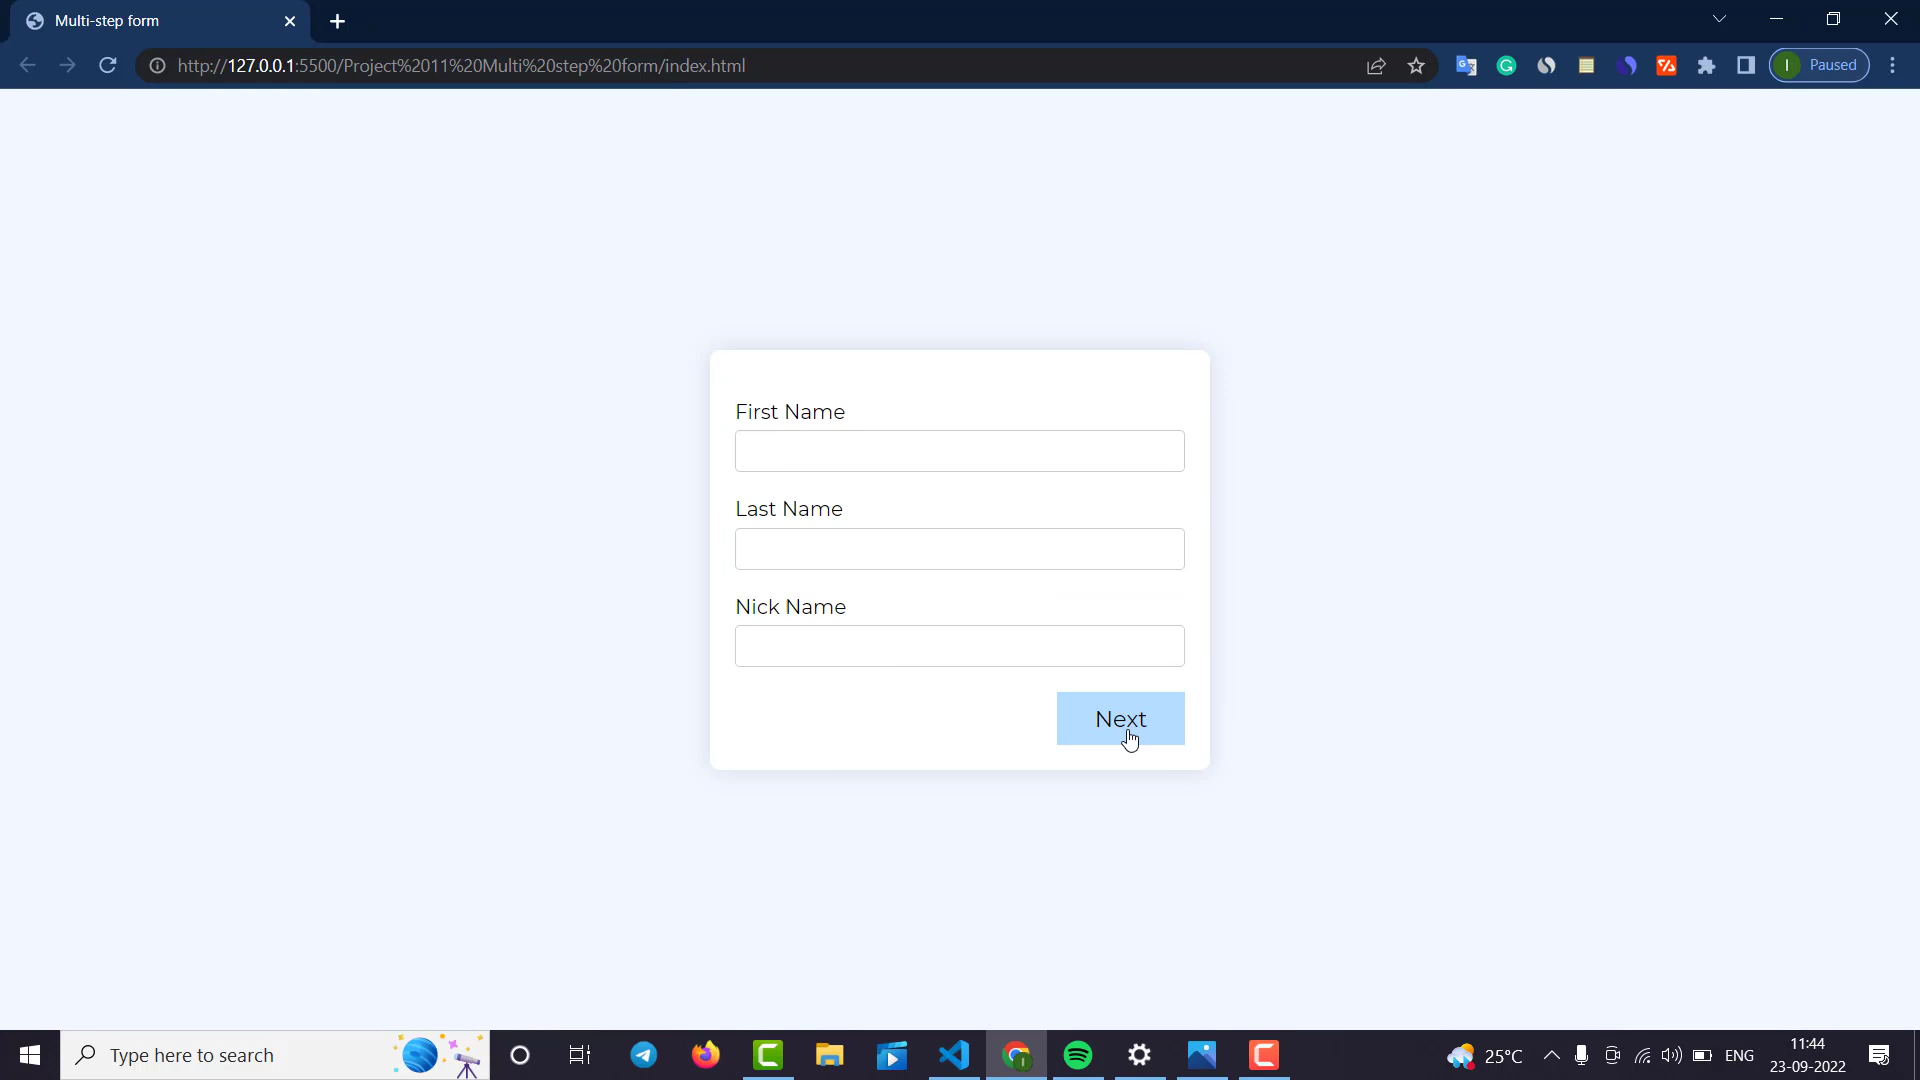 Multi-step form
http://127.0.0.1:5500/Project%2011%20Multi%20step%20form/index.html
I Paused
First Name
Last Name
Nick Name
Next
Type here to search
25°C
ENG
11:44
23-09-2022